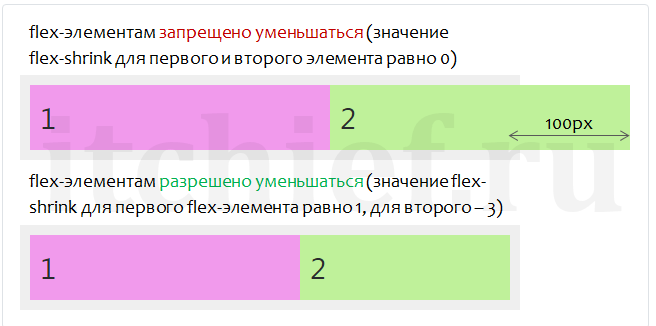 flex-элементам запрещено уменьшаться (значение
flex-shrink для первого и второго элемента равно 0)
1 2
100px
itchief.ru
flex-элементам разрешено уменьшаться (значение flex-
shrink для первого flex-элемента равно 1, для второго – 3)
1 2